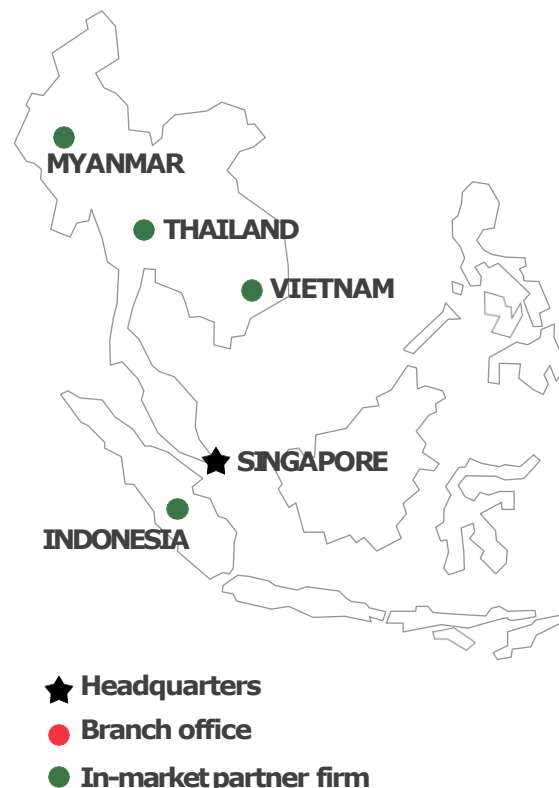 MYANMAR
THAILAND
VIETNAM
SINGAPORE
INDONESIA
Headquarters
Branch office
In-market partner firm